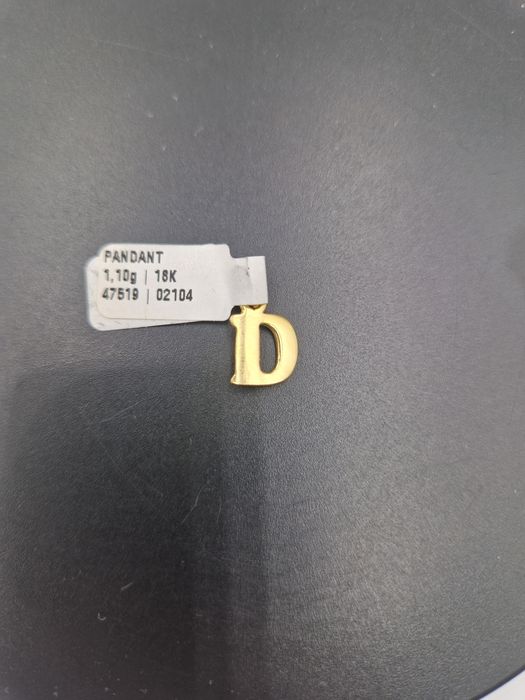 PANDANT
1,10g | 18K
47519 | 02104
D